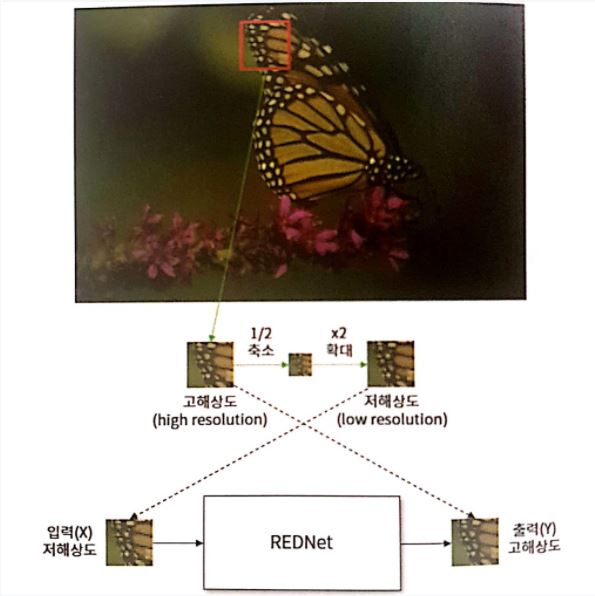 1/2
축소
x2
확대
고해상도
(high resolution)
저해상도
(low resolution)
입력(X)
저해상도
REDNet
출력(Y)
고해상도